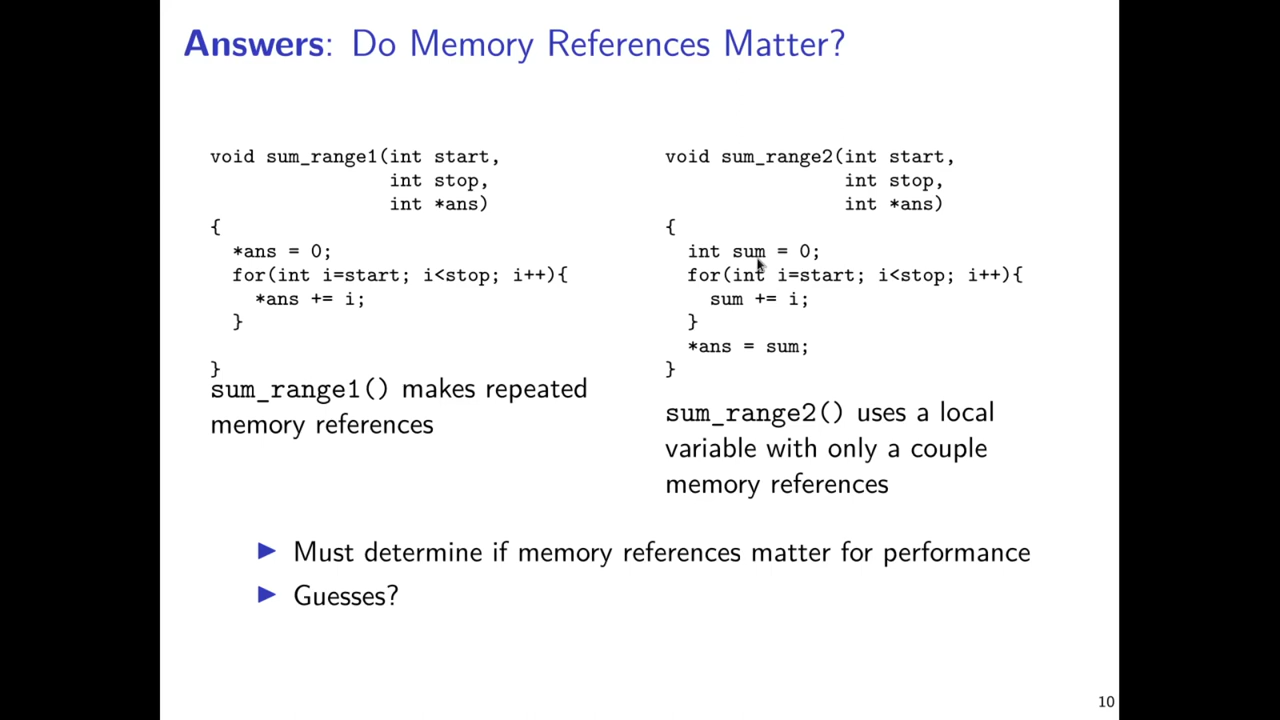 Answers: Do Memory References Matter?
void sum_range1(int start,
int stop,
int *ans)
{
*ans = 0;
for(int i=start; i<stop; i++){
*ans += i;
}
}
sum_range1() makes repeated
memory references
void sum_range2(int start,
int stop,
int *ans)
{
int sum = 0;
for(int i=start; i<stop; i++){
sum += i;
}
*ans = sum;
}
sum_range2() uses a local
variable with only a couple
memory references
▶ Must determine if memory references matter for performance
▶ Guesses?
10